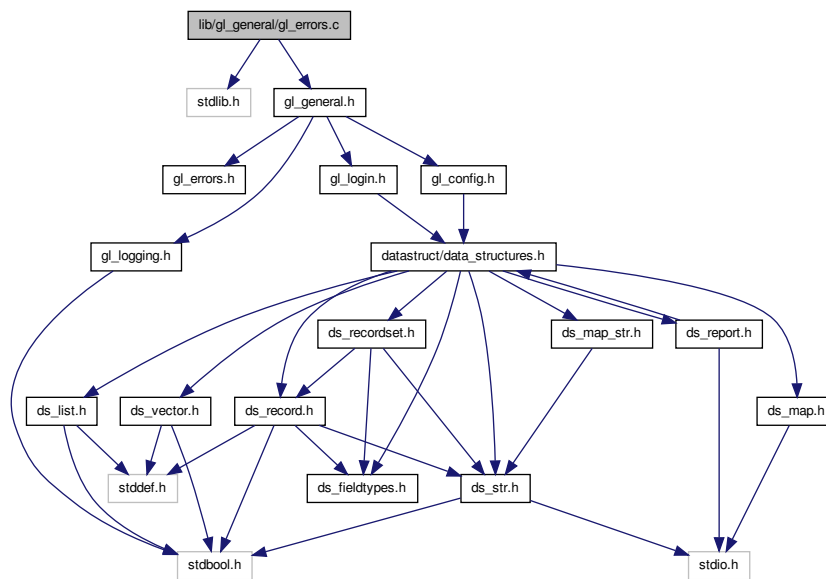 lib/gl_general/gl_errors.c
stdlib.h
gl_general.h
gl_errors.h
gl_login.h
gl_config.h
gl_logging.h
datastruct/data_structures.h
ds_recordset.h
ds_map_str.h
ds_report.h
ds_list.h
ds_vector.h
ds_record.h
ds_map.h
stddef.h
ds_fieldtypes.h
ds_str.h
stdbool.h
stdio.h